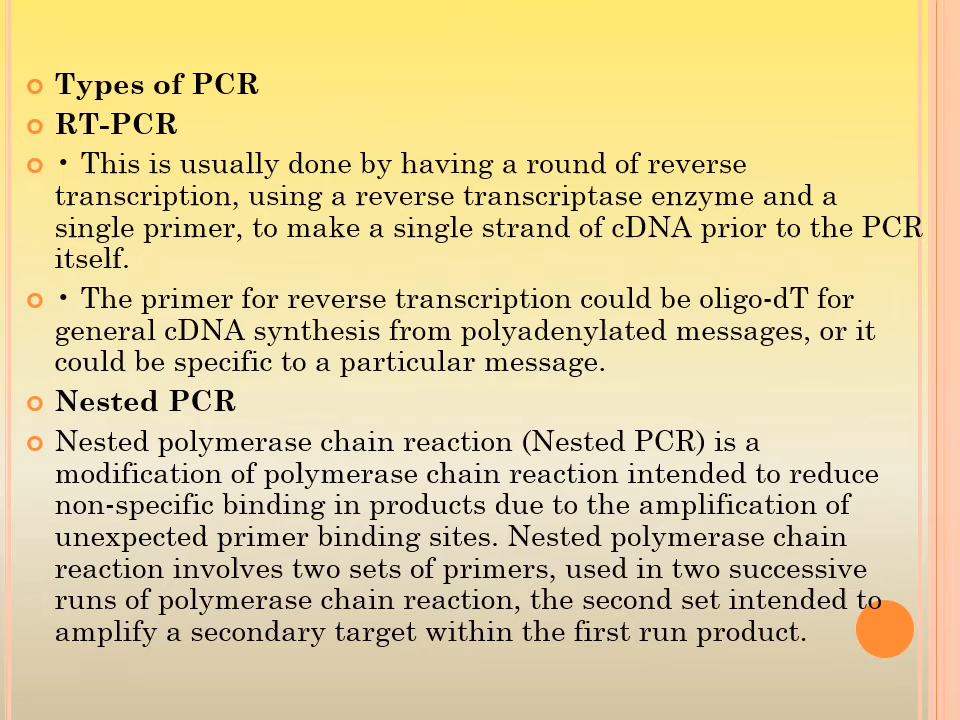 Types of PCR
RT-PCR
• This is usually done by having a round of reverse
transcription, using a reverse transcriptase enzyme and a
single primer, to make a single strand of cDNA prior to the PCR
itself.
• The primer for reverse transcription could be oligo-dT for
general cDNA synthesis from polyadenylated messages, or it
could be specific to a particular message.
Nested PCR
Nested polymerase chain reaction (Nested PCR) is a
modification of polymerase chain reaction intended to reduce
non-specific binding in products due to the amplification of
unexpected primer binding sites. Nested polymerase chain
reaction involves two sets of primers, used in two successive
runs of polymerase chain reaction, the second set intended to
amplify a secondary target within the first run product.